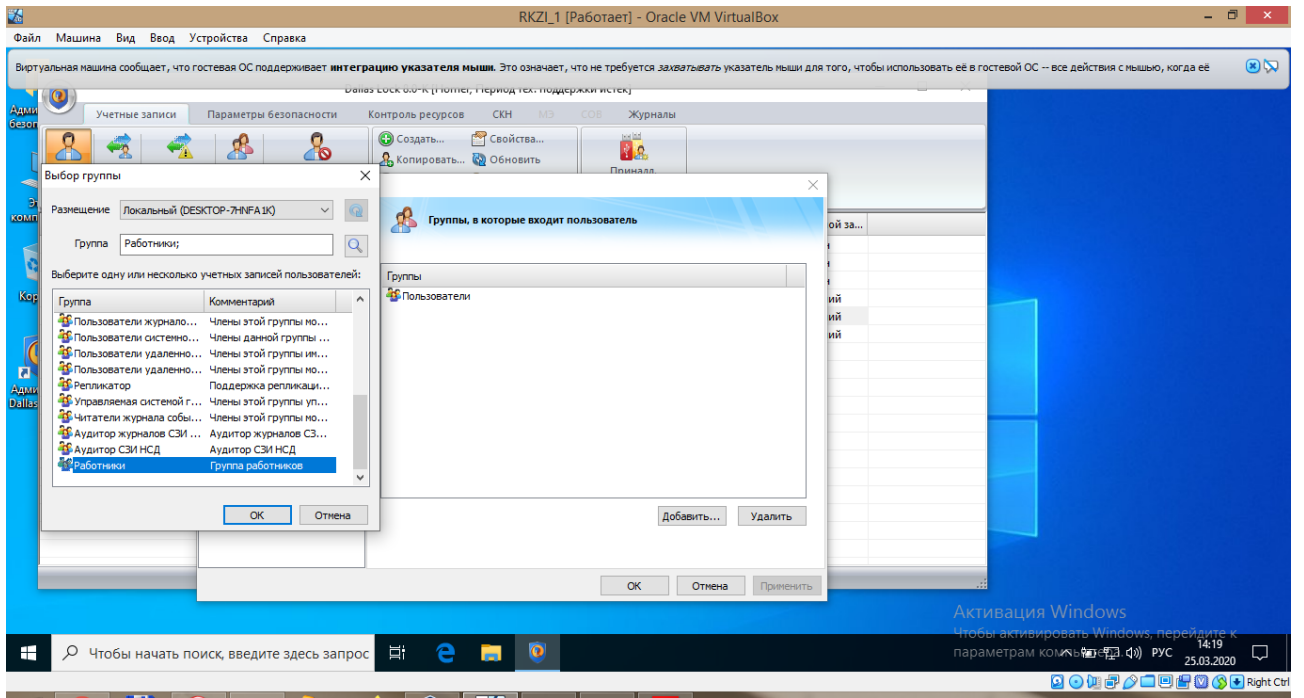 RKZI_1 [Работает] - Oracle VM VirtualBox
Файл Машина Вид Ввод Устройства Справка
Виртуальная машина сообщает, что гостевая ОС поддерживает интеграцию указателя мыши. Это означает, что не требуется захватывать указатель мыши для того, чтобы использовать её в гостевой ОС -- все действия с мышью, когда её
Учетные записи Параметры безопасности Контроль ресурсов СКН МЭ СОВ Журналы
Создать... Свойства...
Копировать... Обновить
Выбор группы
Размещение Локальный (DESKTOP-7HNFA1K)
Группа Работники;
Выберите одну или несколько учетных записей пользователей:
Группа Комментарий
Пользователи журнало... Члены этой группы мо...
Пользователи системно... Члены данной группы ...
Пользователи удаленно... Члены этой группы им...
Пользователи удаленно... Члены этой группы мо...
Репликатор Поддержка репликаци...
Управляемая системой г... Члены этой группы уп...
Читатели журнала собы... Члены этой группы мо...
Аудитор журналов СЗИ ... Аудитор журналов СЗ...
Аудитор СЗИ НСД Аудитор СЗИ НСД
Работники Группа работников
OK Отмена
Группы, в которые входит пользователь
Группы
Пользователи
Добавить... Удалить
OK Отмена Применить
ой за...
ий
ий
ий
Активация Windows
Чтобы активировать Windows, перейдите к
Чтобы начать поиск, введите здесь запрос
РУС
14:19
25.03.2020
Right Ctrl